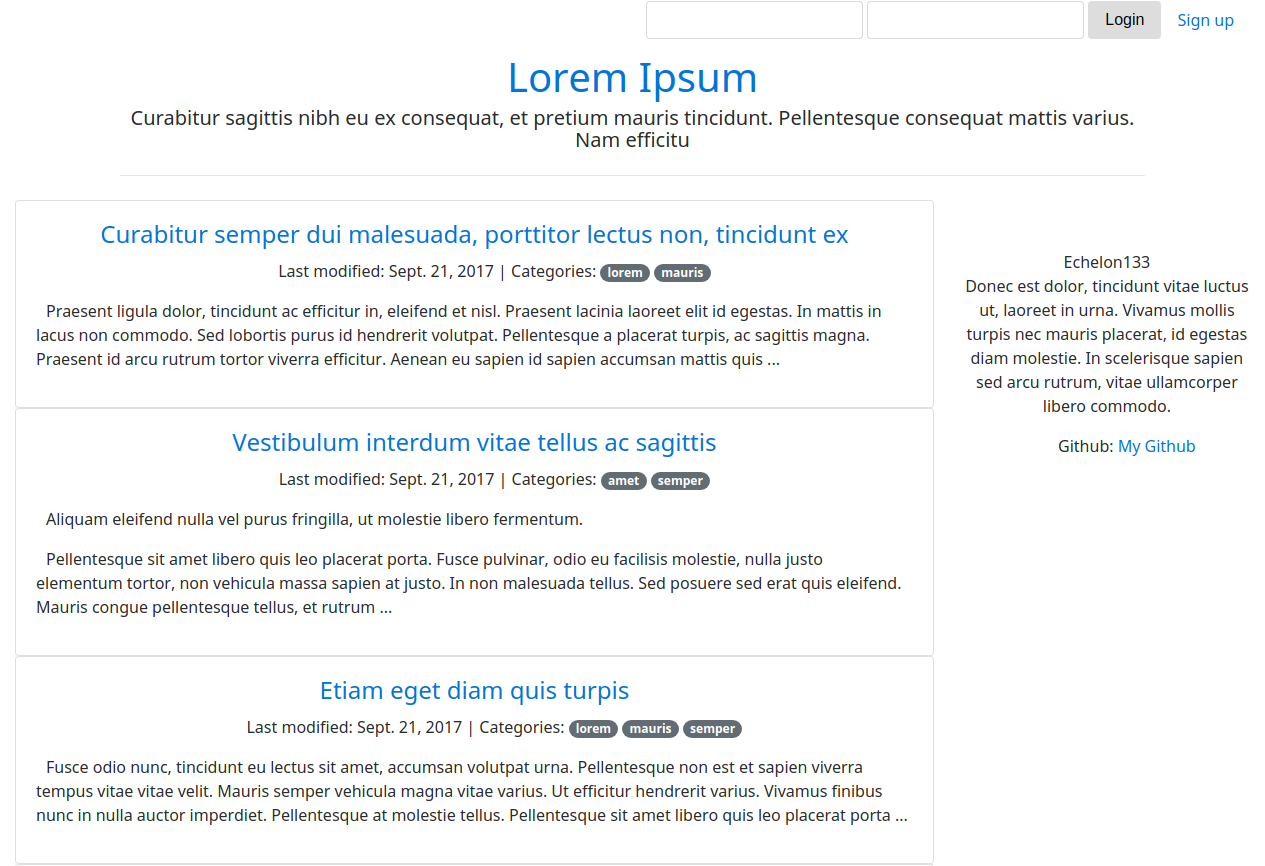 Login Sign up
Lorem Ipsum
Curabitur sagittis nibh eu ex consequat, et pretium mauris tincidunt. Pellentesque consequat mattis varius.
Nam efficitu
Curabitur semper dui malesuada, porttitor lectus non, tincidunt ex
Last modified: Sept. 21, 2017 | Categories: lorem mauris
Praesent ligula dolor, tincidunt ac efficitur in, eleifend et nisl. Praesent lacinia laoreet elit id egestas. In mattis in
lacus non commodo. Sed lobortis purus id hendrerit volutpat. Pellentesque a placerat turpis, ac sagittis magna.
Praesent id arcu rutrum tortor viverra efficitur. Aenean eu sapien id sapien accumsan mattis quis ...
Vestibulum interdum vitae tellus ac sagittis
Last modified: Sept. 21, 2017 | Categories: amet semper
Aliquam eleifend nulla vel purus fringilla, ut molestie libero fermentum.
Pellentesque sit amet libero quis leo placerat porta. Fusce pulvinar, odio eu facilisis molestie, nulla justo
elementum tortor, non vehicula massa sapien at justo. In non malesuada tellus. Sed posuere sed erat quis eleifend.
Mauris congue pellentesque tellus, et rutrum ...
Etiam eget diam quis turpis
Last modified: Sept. 21, 2017 | Categories: lorem mauris semper
Fusce odio nunc, tincidunt eu lectus sit amet, accumsan volutpat urna. Pellentesque non est et sapien viverra
tempus vitae vitae velit. Mauris semper vehicula magna vitae varius. Ut efficitur hendrerit varius. Vivamus finibus
nunc in nulla auctor imperdiet. Pellentesque at molestie tellus. Pellentesque sit amet libero quis leo placerat porta ...
Echelon133
Donec est dolor, tincidunt vitae luctus
ut, laoreet in urna. Vivamus mollis
turpis nec mauris placerat, id egestas
diam molestie. In scelerisque sapien
sed arcu rutrum, vitae ullamcorper
libero commodo.
Github: My Github